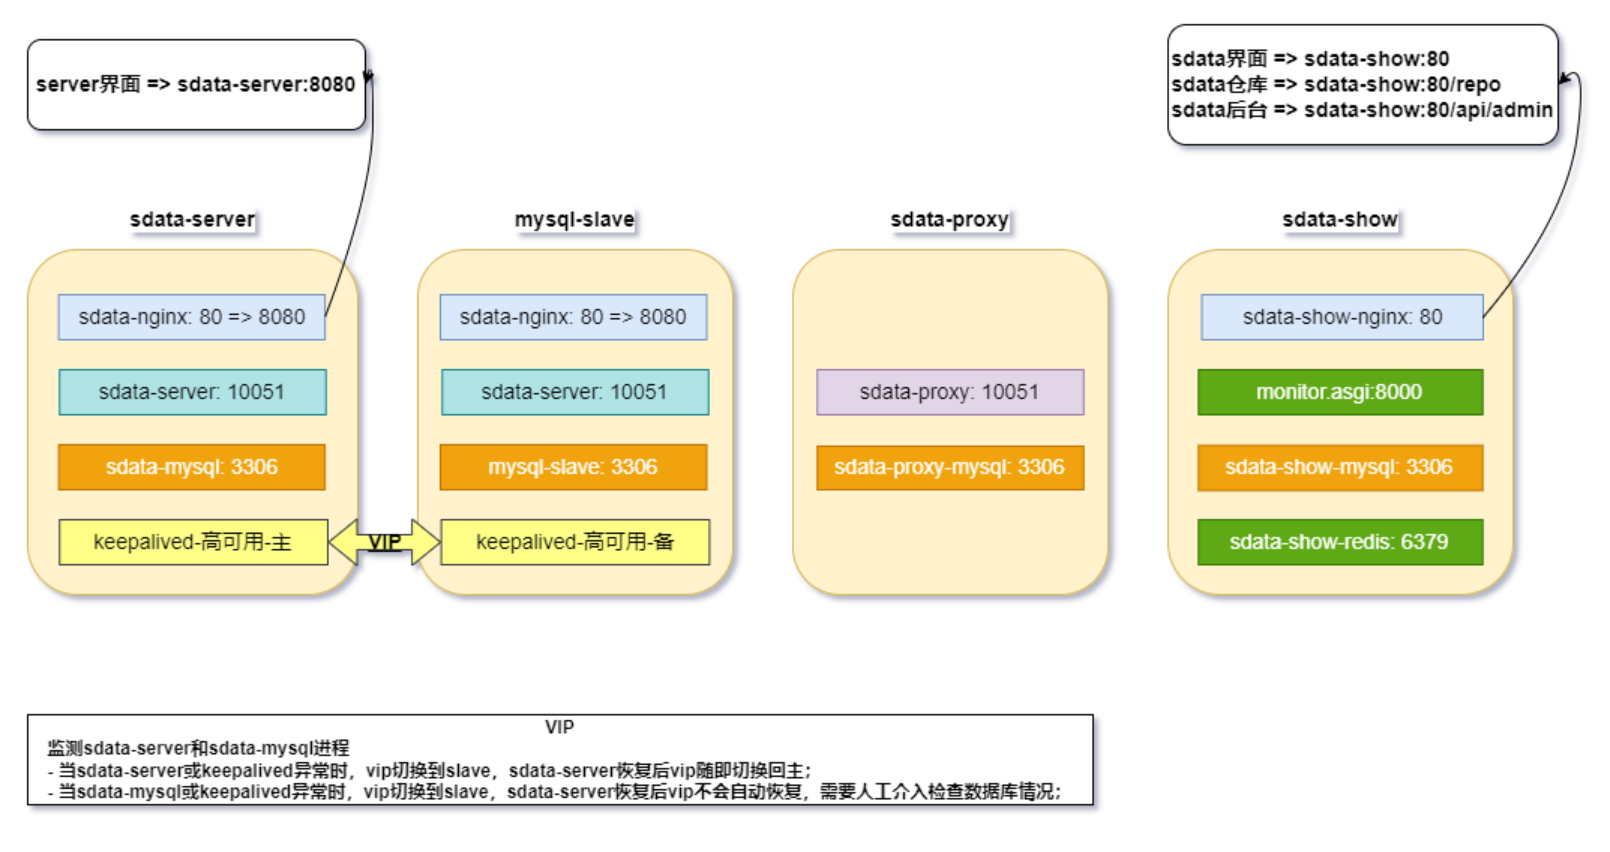 server界面 => sdata-server:8080
sdata界面 => sdata-show:80
sdata仓库 => sdata-show:80/repo
sdata后台 => sdata-show:80/api/admin
sdata-server
mysql-slave
sdata-proxy
sdata-show
sdata-nginx: 80 => 8080
sdata-nginx: 80 => 8080
sdata-show-nginx: 80
sdata-server: 10051
sdata-server: 10051
sdata-proxy: 10051
monitor.asgi:8000
sdata-mysql: 3306
mysql-slave: 3306
sdata-proxy-mysql: 3306
sdata-show-mysql: 3306
keepalived-高可用-主
VIP
keepalived-高可用-备
sdata-show-redis: 6379
VIP
监测sdata-server和sdata-mysql进程
- 当sdata-server或keepalived异常时，vip切换到slave，sdata-server恢复后vip随即切换回主；
- 当sdata-mysql或keepalived异常时，vip切换到slave，sdata-server恢复后vip不会自动恢复，需要人工介入检查数据库情况；